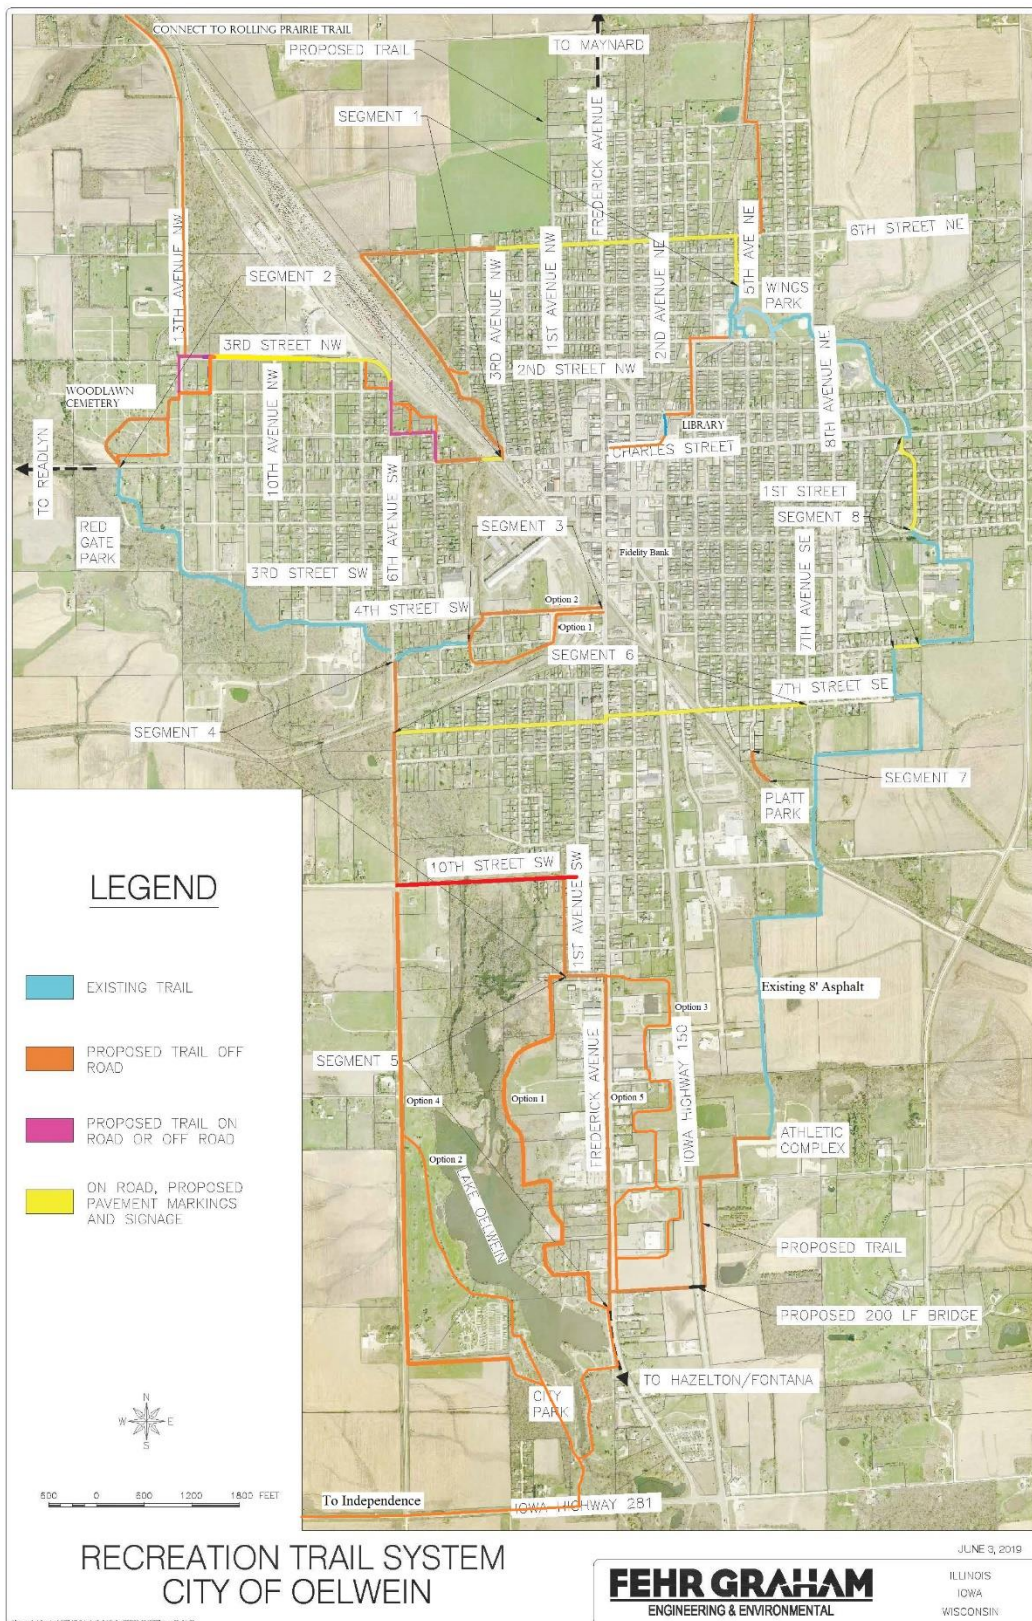 CONNECT TO ROLLING PRAIRIE TRAIL
PROPOSED TRAIL
TO MAYNARD
SEGMENT 1
FREDERICK AVENUE
13TH AVENUE NW
SEGMENT 2
3RD AVENUE NW
1ST AVENUE NW
2ND AVENUE NE
5TH AVE NE
6TH STREET NE
WINGS
PARK
3RD STREET NW
2ND STREET NW
8TH AVENUE NE
WOODLAWN
CEMETERY
10TH AVENUE NW
LIBRARY
CHARLES STREET
TO READLYN
6TH AVENUE SW
1ST STREET
SEGMENT 8
RED
GATE
PARK
SEGMENT 3
Fidelity Bank
3RD STREET SW
7TH AVENUE SE
4TH STREET SW
Option 2
Option 1
SEGMENT 6
7TH STREET SE
SEGMENT 4
SEGMENT 7
PLATT
PARK
10TH STREET SW
1ST AVENUE SW
LEGEND
EXISTING TRAIL
PROPOSED TRAIL OFF
ROAD
PROPOSED TRAIL ON
ROAD OR OFF ROAD
ON ROAD, PROPOSED
PAVEMENT MARKINGS
AND SIGNAGE
Existing 8' Asphalt
Option 3
SEGMENT 5
FREDERICK AVENUE
IOWA HIGHWAY 150
Option 4
Option 1
Option 5
ATHLETIC
COMPLEX
Option 2
LAKE OELWEIN
PROPOSED TRAIL
PROPOSED 200 LF BRIDGE
TO HAZELTON/FONTANA
CITY
PARK
N
W
E
S
600 0 600 1200 1800 FEET
To Independence
IOWA HIGHWAY 281
RECREATION TRAIL SYSTEM
CITY OF OELWEIN
JUNE 3, 2019
FEHR GRAHAM
ENGINEERING & ENVIRONMENTAL
ILLINOIS
IOWA
WISCONSIN